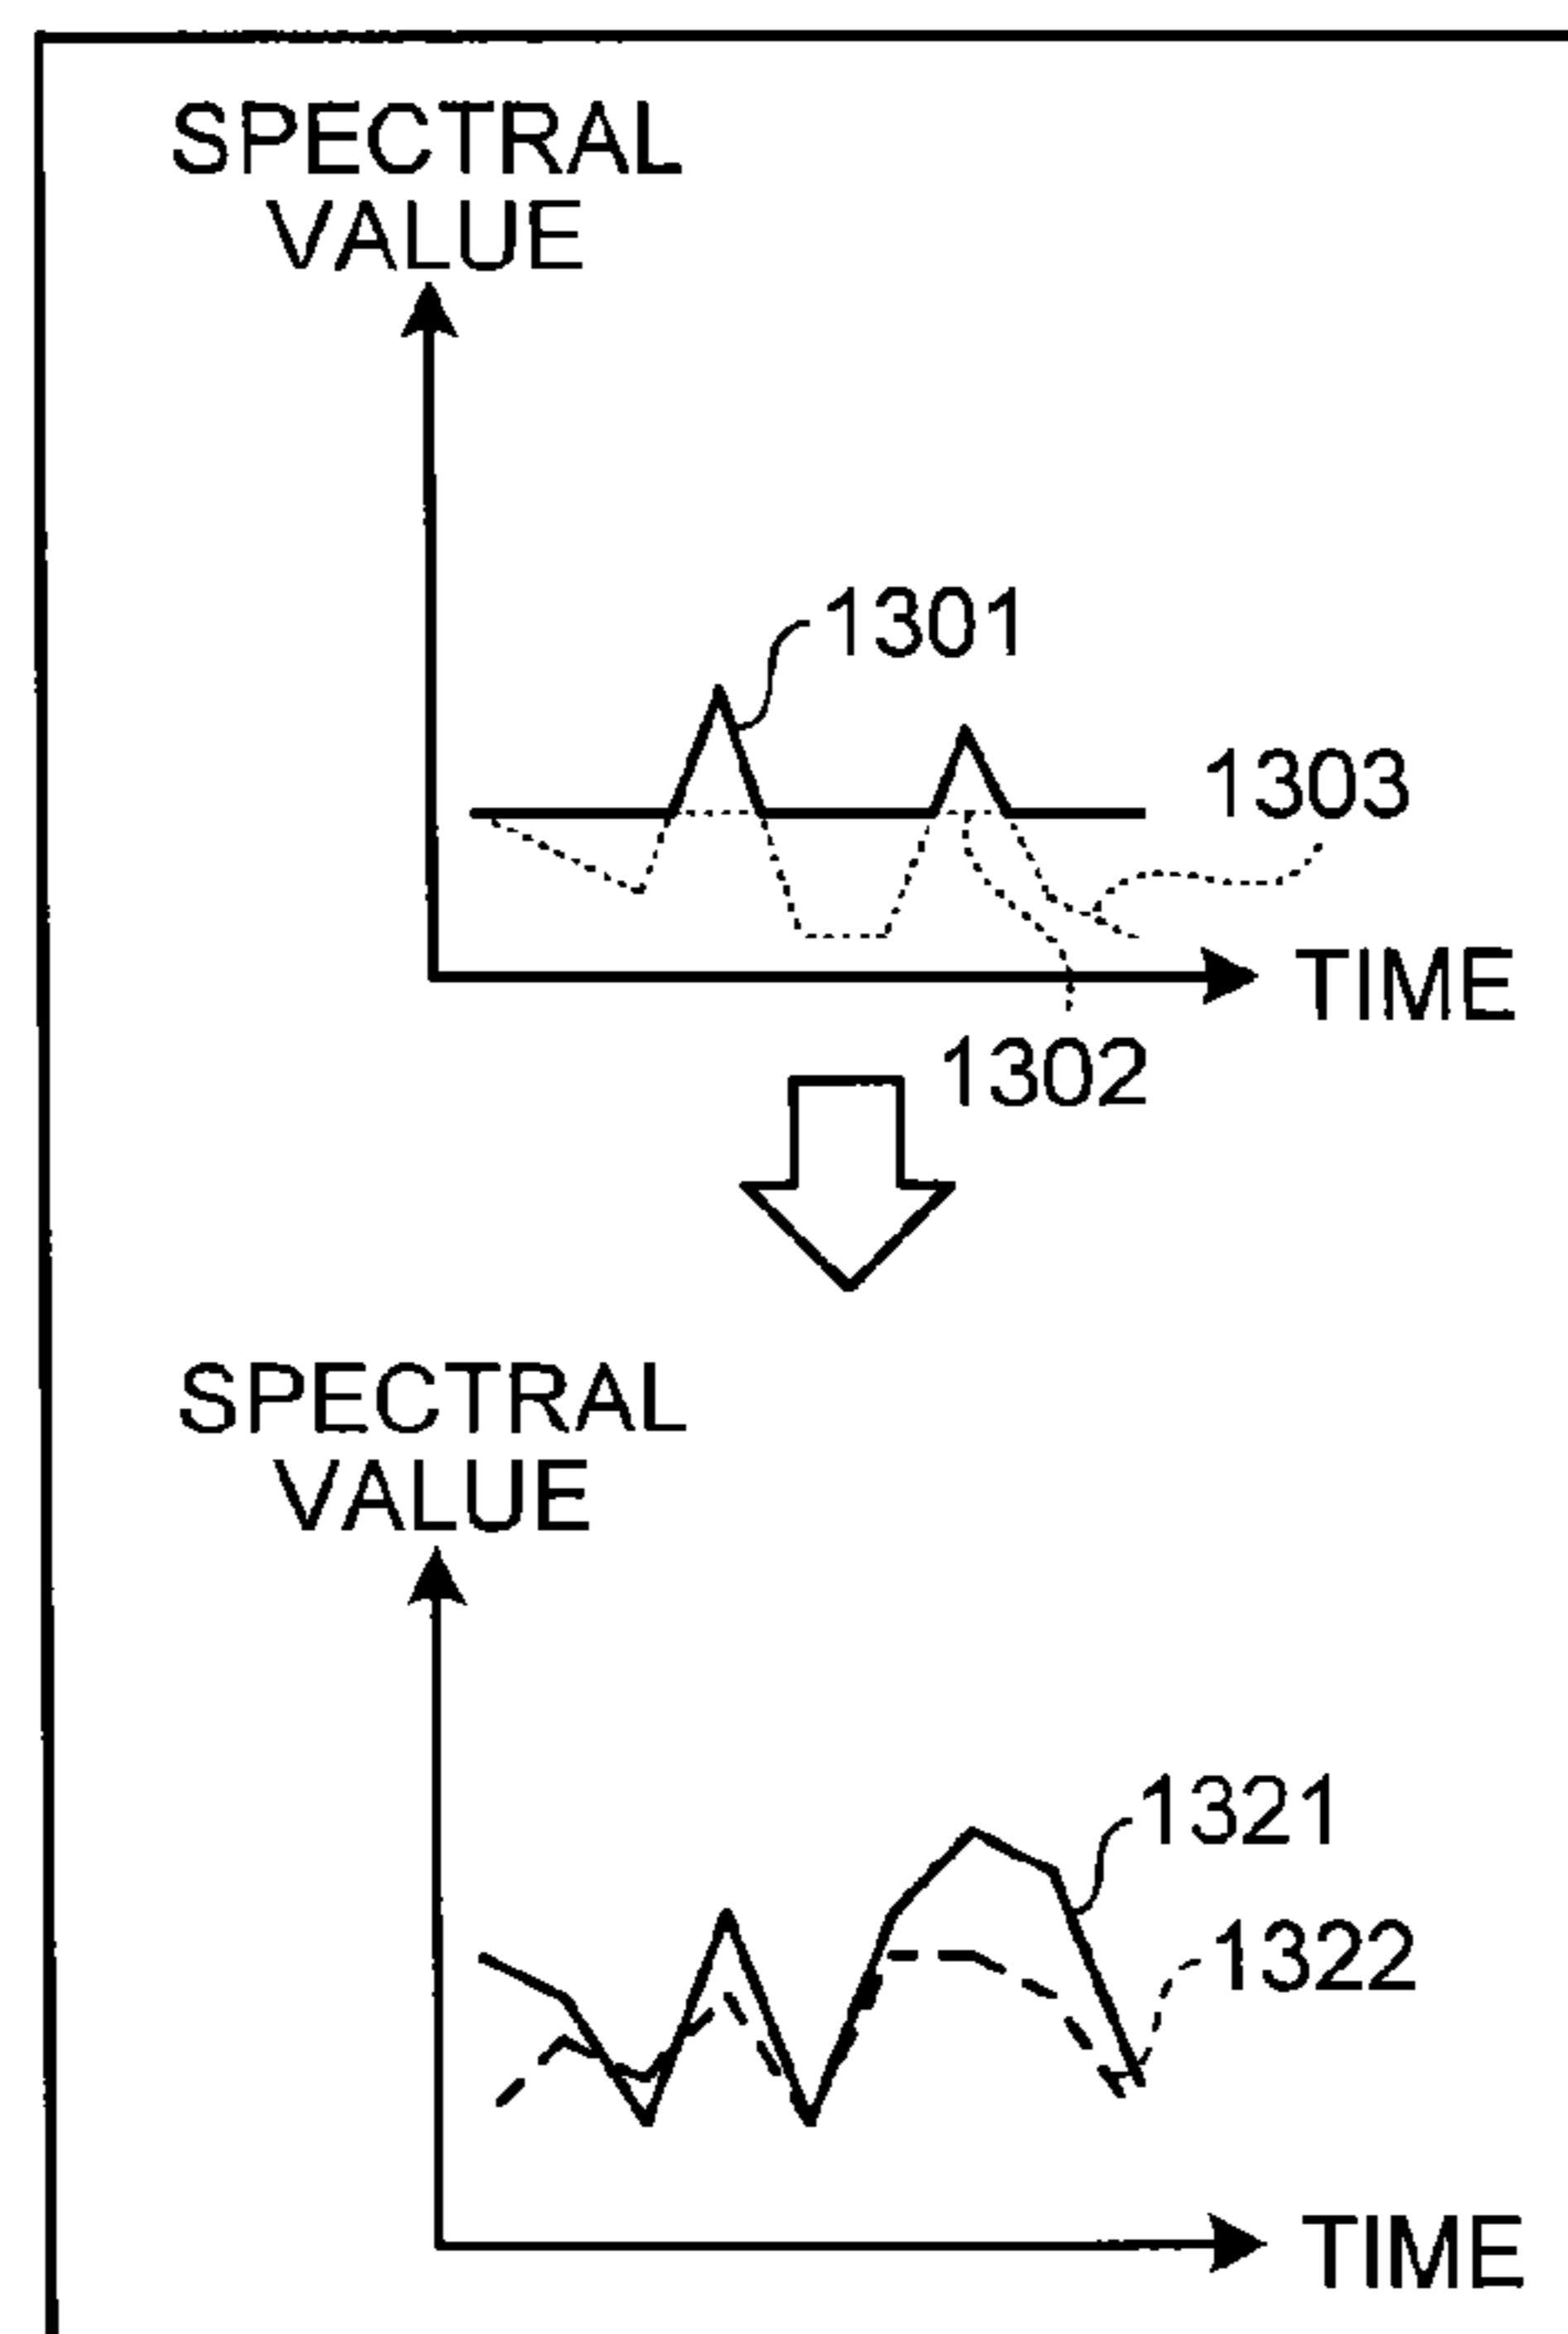 SPECTRAL
VALUE
1301
1303
TIME
1302
SPECTRAL
VALUE
1321
1322
TIME